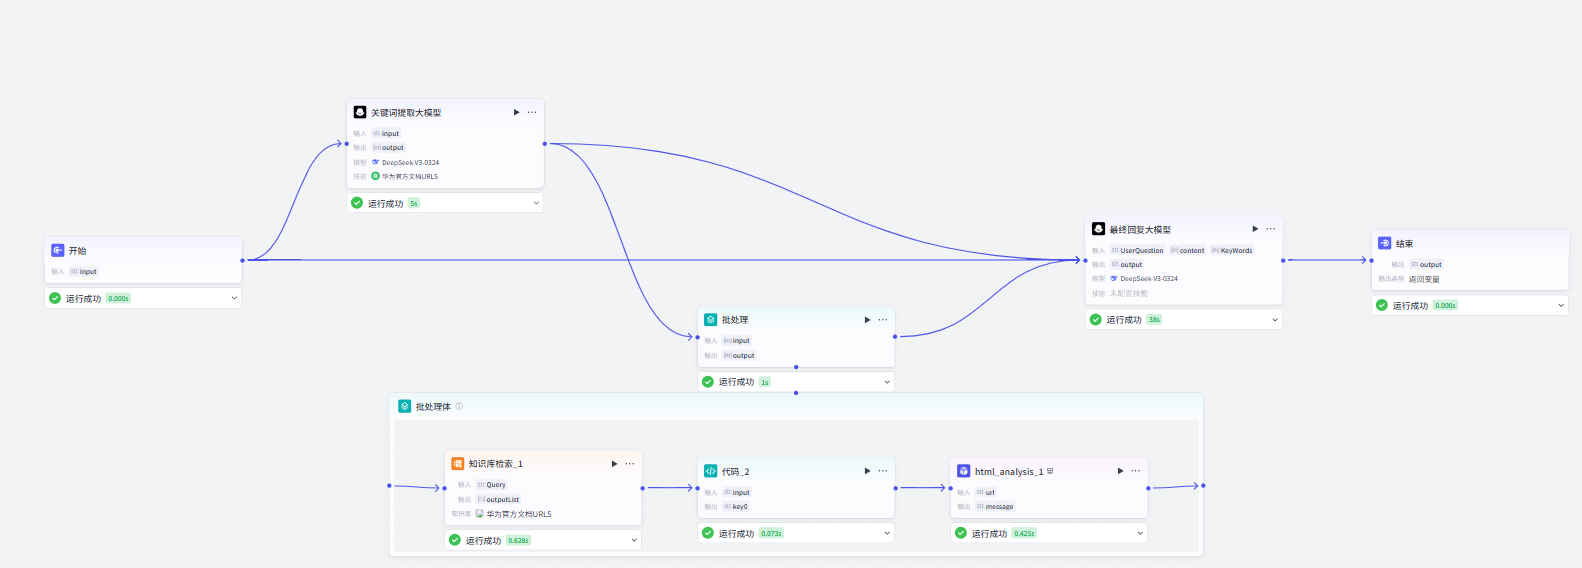 关键词提取大模型
输入 str. input
输出 [o] output
模型 DeepSeek-V3-0324
技能 华为官方文档URLS
运行成功 5s
开始
输入 str. input
运行成功 0.000s
最终回复大模型
输入 str. UserQuestion [o] content [o] KeyWords
输出 str. output
模型 DeepSeek-V3-0324
技能 未配置技能
运行成功 38s
结束
输出 str. output
输出类型 返回变量
运行成功 0.000s
批处理
输入 [o] input
输出 [o] output
运行成功 1s
批处理体
知识库检索_1
输入 str. Query
输出 [o] outputList
知识库 华为官方文档URLS
运行成功 0.628s
代码_2
输入 str. input
输出 str. key0
运行成功 0.073s
html_analysis_1
输入 str. url
输出 str. message
运行成功 0.425s